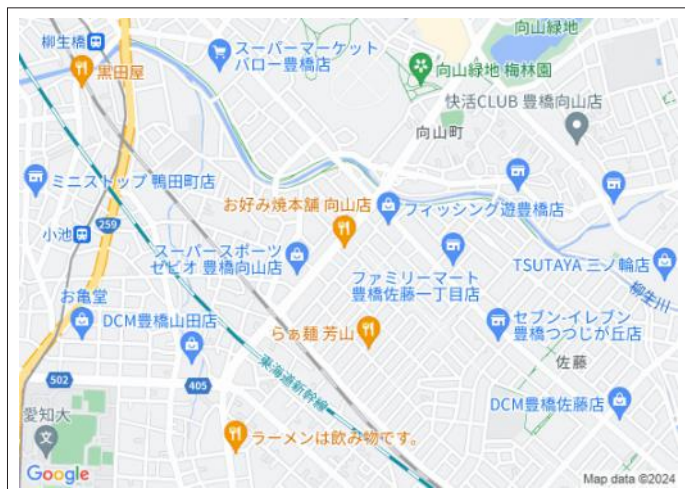 柳生橋
黒田屋
スーパーマーケット
バロー豊橋店
向山緑地
向山緑地 梅林園
快活CLUB 豊橋向山店
向山町
ミニストップ 鴨田町店
お好み焼本舗 向山店
フィッシング遊豊橋店
259
小池
スーパースポーツ
ゼビオ 豊橋向山店
ファミリーマート
豊橋佐藤一丁目店
TSUTAYA 三ノ輪店
柳生川
お亀堂
DCM豊橋山田店
らぁ麺 芳山
セブン-イレブン
豊橋つつじが丘店
佐藤
東海道新幹線
502
405
DCM豊橋佐藤店
愛知大
文
ラーメンは飲み物です。
Google
Map data ©2024